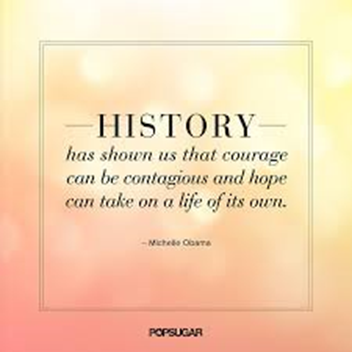 HISTORY
has shown us that courage
can be contagious and hope
can take on a life of its own.
– Michelle Obama
POPSUGAR